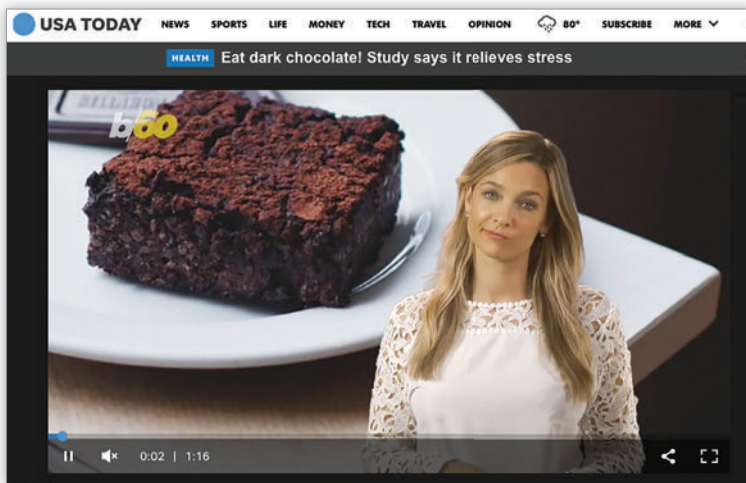 USA TODAY NEWS SPORTS LIFE MONEY TECH TRAVEL OPINION 80° SUBSCRIBE MORE
HEALTH Eat dark chocolate! Study says it relieves stress
b/60
0:02 | 1:16